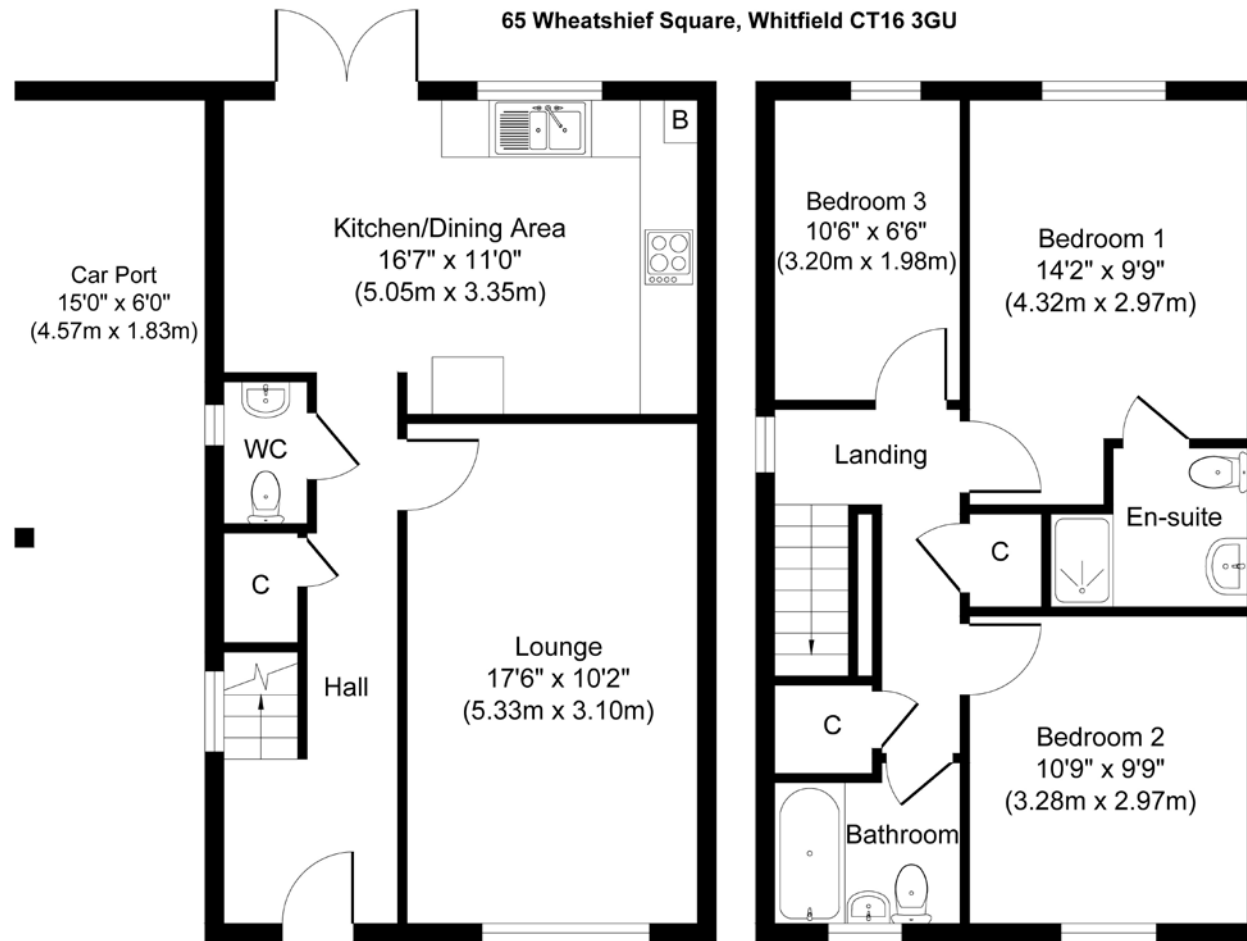 65 Wheatshief Square, Whitfield CT16 3GU
B
Kitchen/Dining Area
16'7" x 11'0"
(5.05m x 3.35m)
Car Port
15'0" x 6'0"
(4.57m x 1.83m)
WC
C
Hall
Lounge
17'6" x 10'2"
(5.33m x 3.10m)
Bedroom 3
10'6" x 6'6"
(3.20m x 1.98m)
Bedroom 1
14'2" x 9'9"
(4.32m x 2.97m)
Landing
En-suite
C
C
Bedroom 2
10'9" x 9'9"
(3.28m x 2.97m)
Bathroom